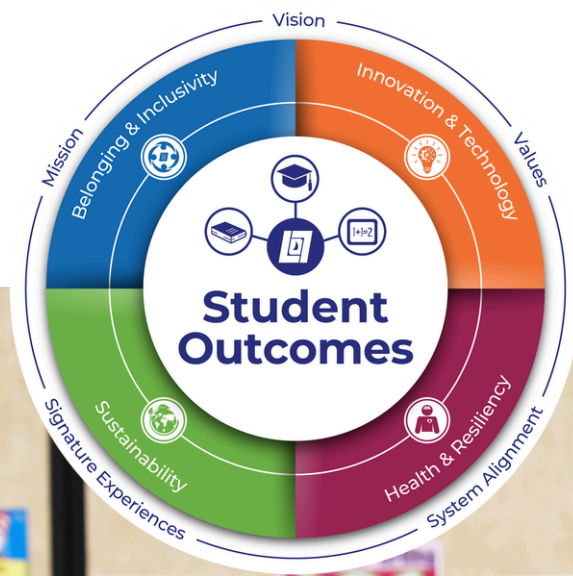 Vision
Mission
Values
Belonging & Inclusivity
Innovation & Technology
1+1=2
Student
Outcomes
Sustainability
Health & Resiliency
Signature Experiences
System Alignment